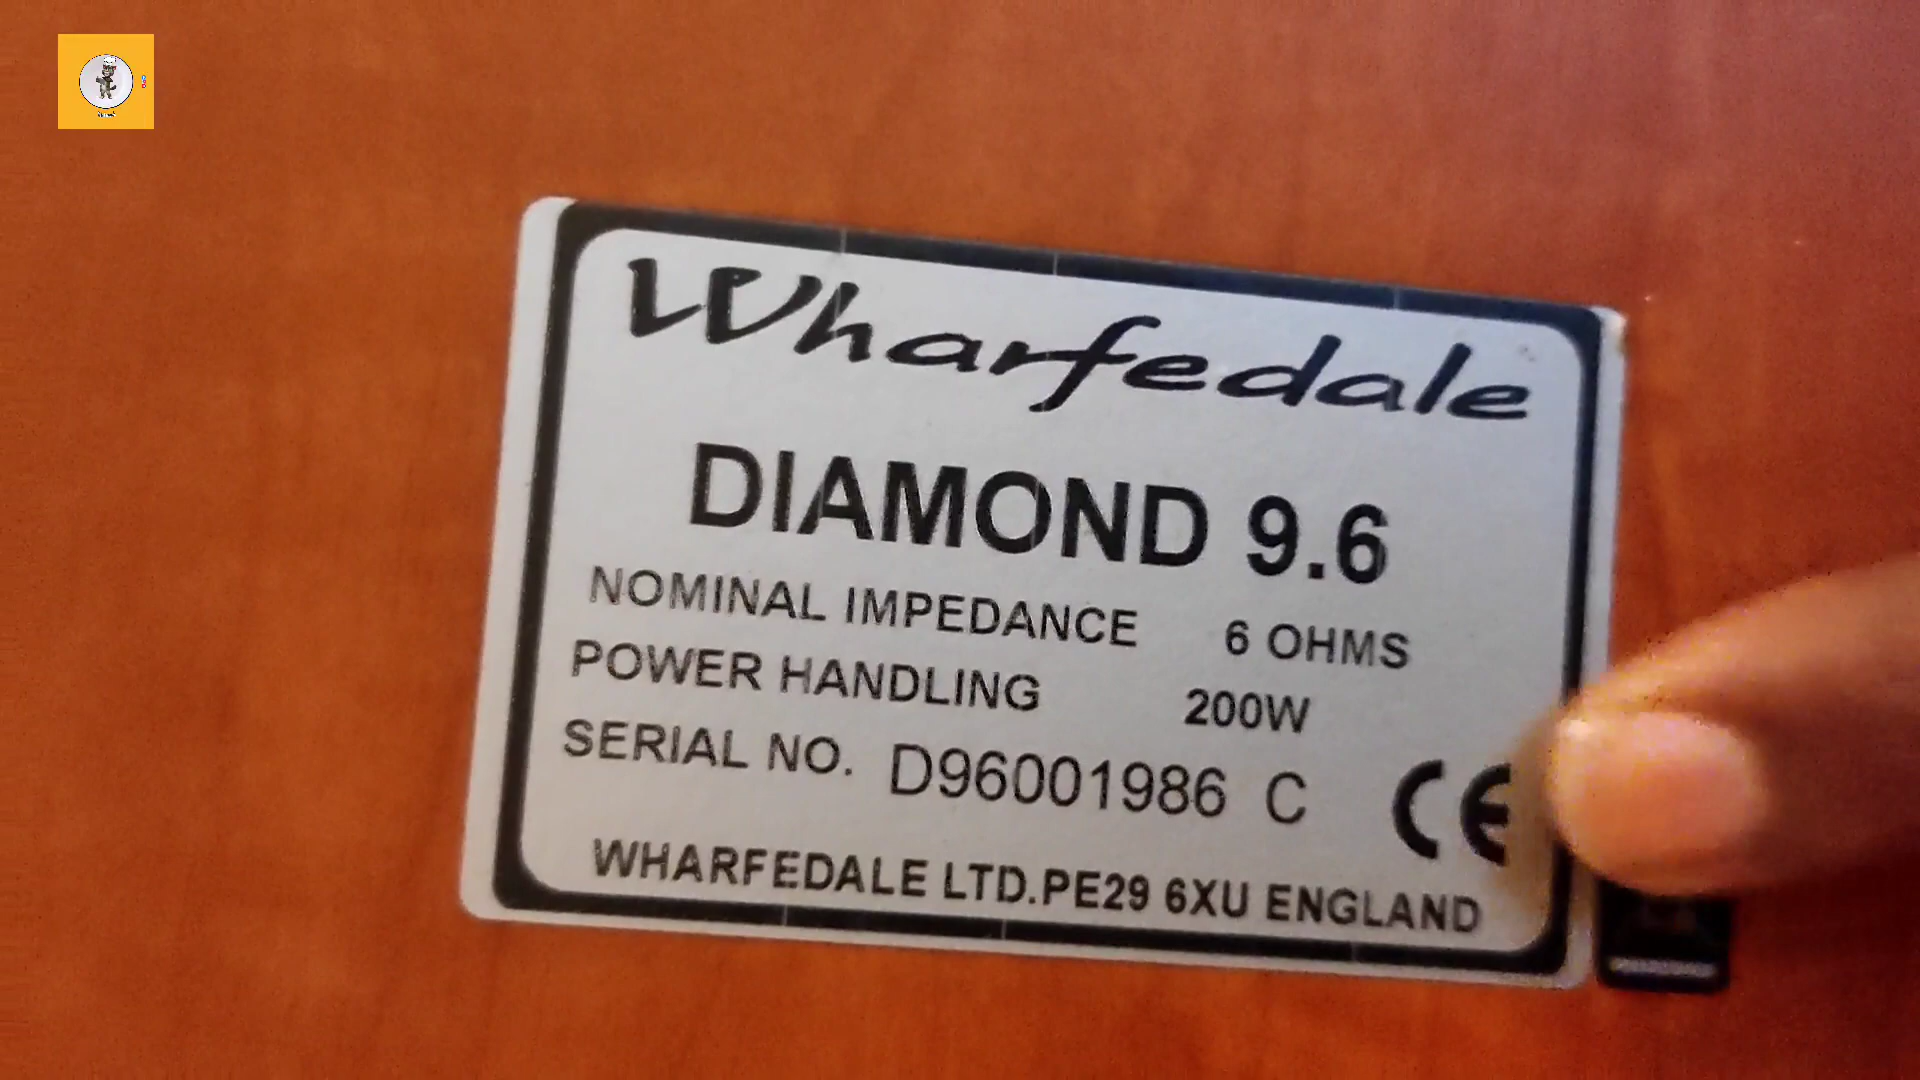 Wharfedale
DIAMOND 9.6
NOMINAL IMPEDANCE 6 OHMS
POWER HANDLING 200W
SERIAL NO. D96001986 C CE
WHARFEDALE LTD.PE29 6XU ENGLAND